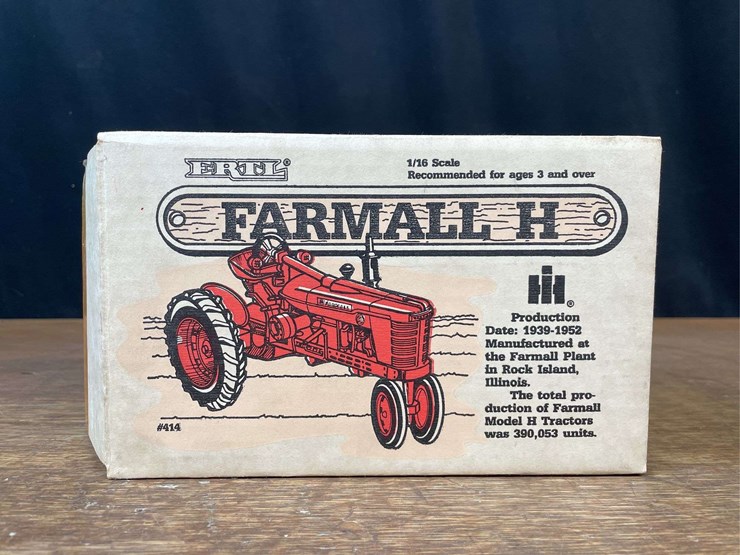 ERTL®
1/16 Scale
Recommended for ages 3 and over
FARMALL H
FARMALL
IH®
Production
Date: 1939-1952
Manufactured at
the Farmall Plant
in Rock Island,
Illinois.
The total pro-
duction of Farmall
Model H Tractors
was 390,053 units.
#414